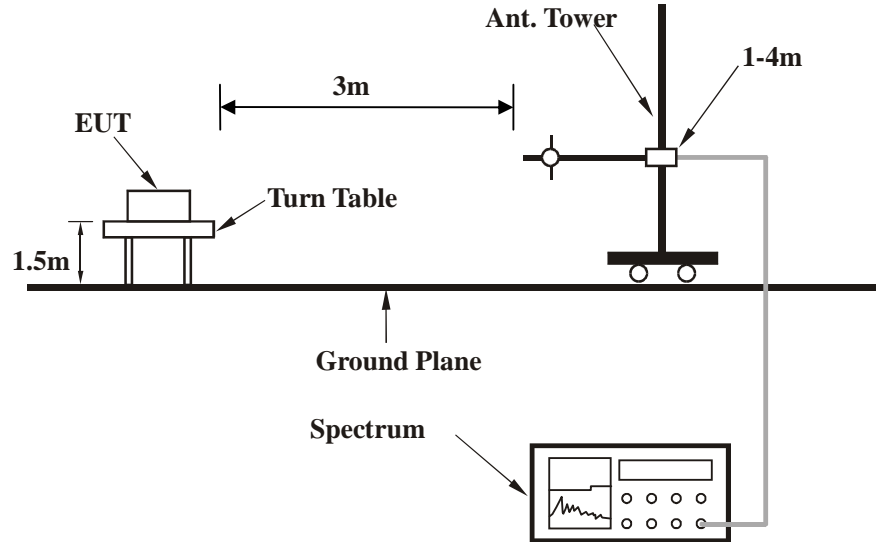 Ant. Tower
1-4m
3m
EUT
Turn Table
1.5m
Ground Plane
Spectrum